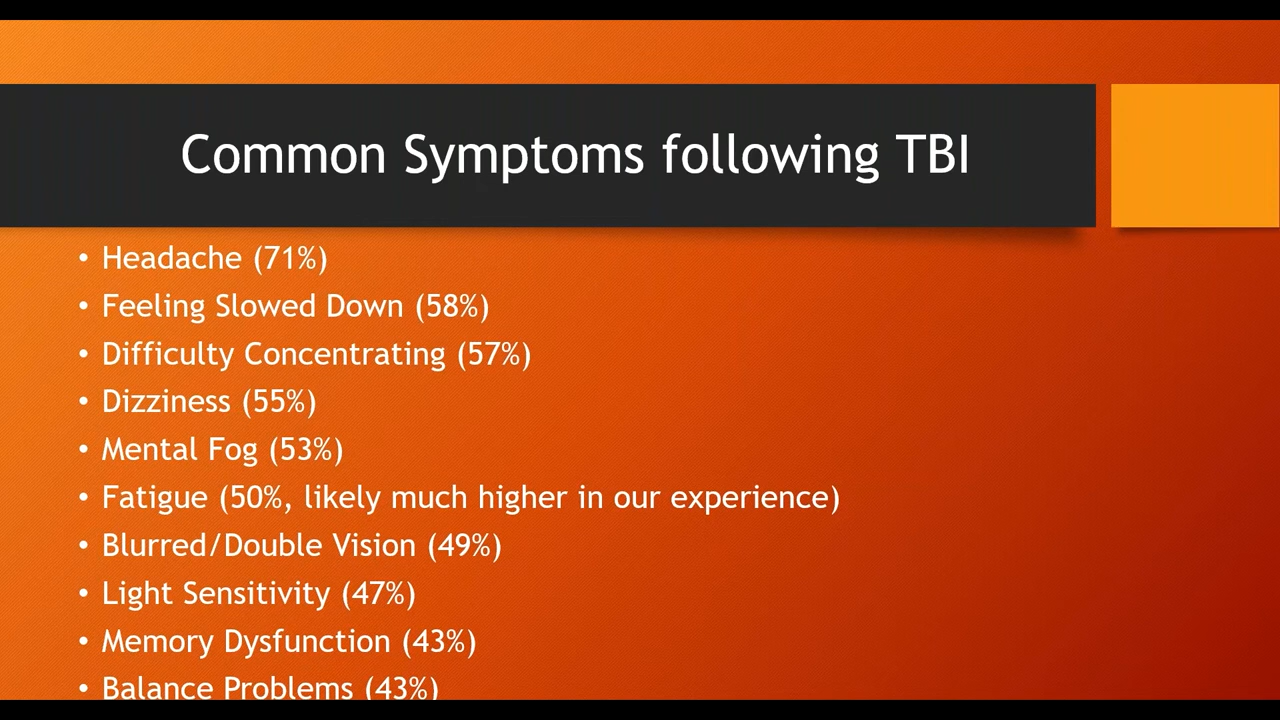 Common Symptoms following TBI
• Headache (71%)
• Feeling Slowed Down (58%)
• Difficulty Concentrating (57%)
• Dizziness (55%)
• Mental Fog (53%)
• Fatigue (50%, likely much higher in our experience)
• Blurred/Double Vision (49%)
• Light Sensitivity (47%)
• Memory Dysfunction (43%)
• Balance Problems (43%)